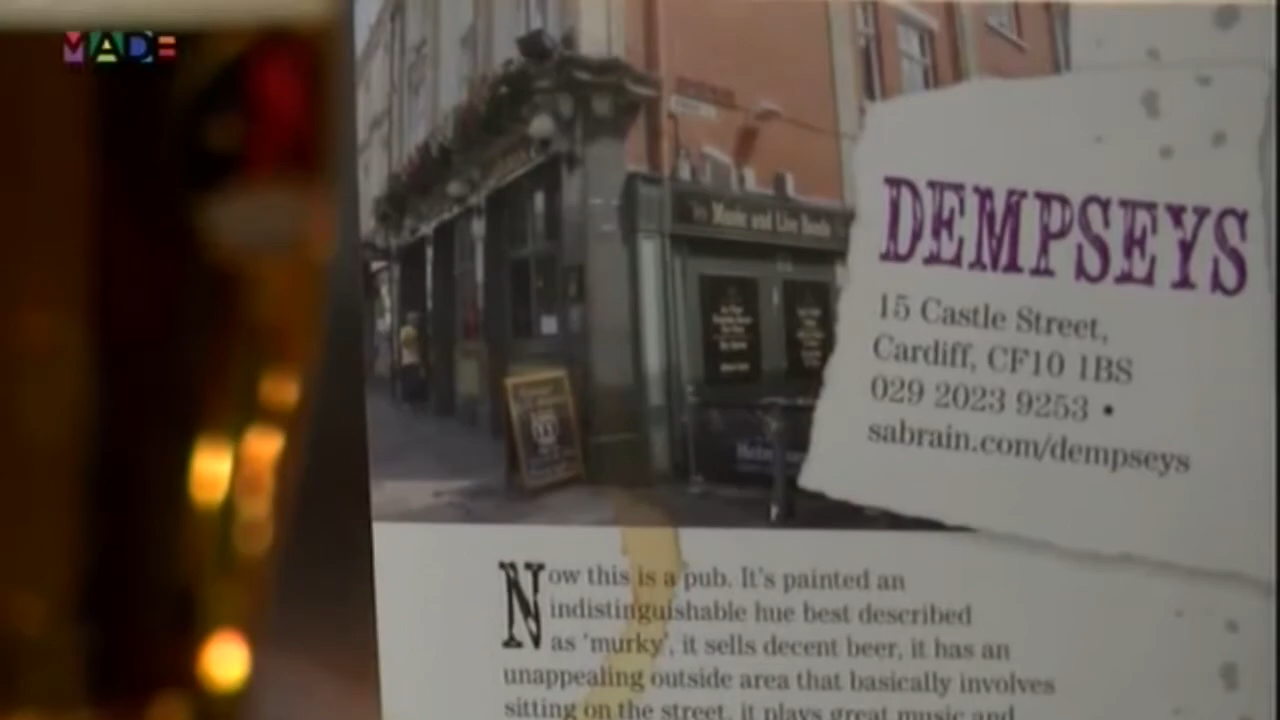 MADE
Music and Live Bands
DEMPSEYS
15 Castle Street,
Cardiff, CF10 1BS
029 2023 9253 •
sabrain.com/dempseys
Now this is a pub. It's painted an
indistinguishable hue best described
as 'murky', it sells decent beer, it has an
unappealing outside area that basically involves
sitting on the street, it plays great music and